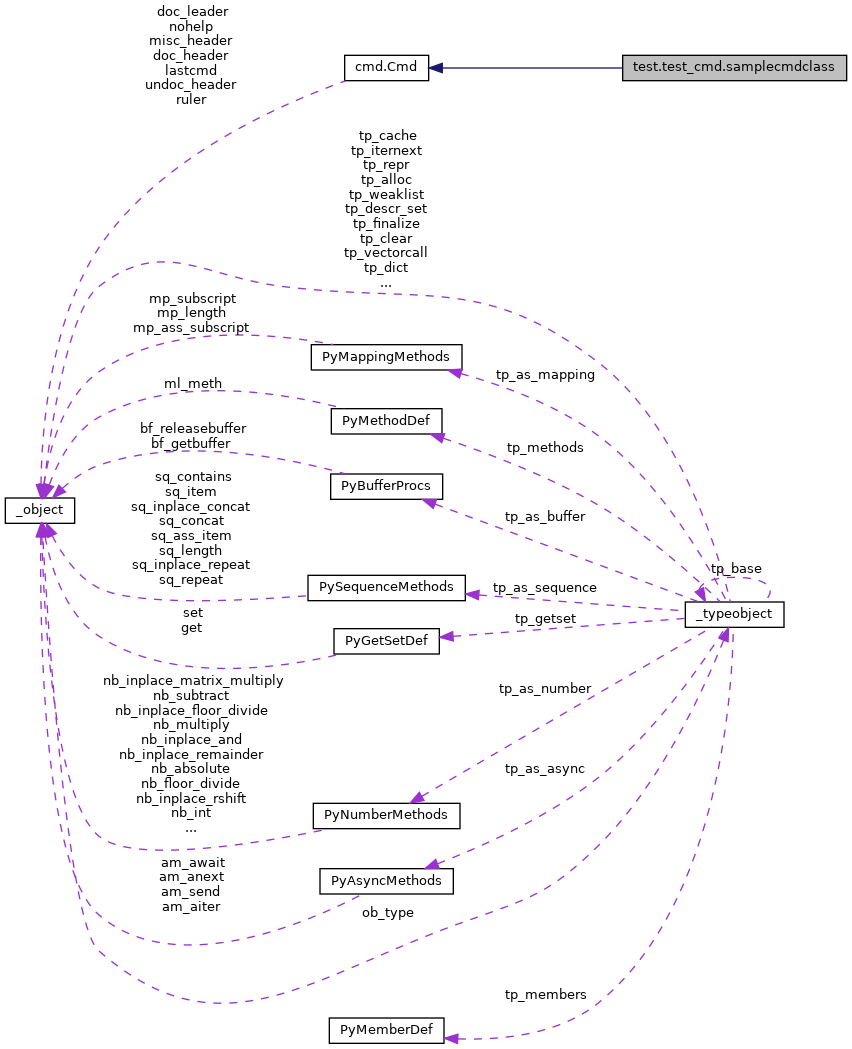 doc_leader
nohelp
misc_header
doc_header
lastcmd
undoc_header
ruler
cmd.Cmd
test.test_cmd.samplecmdclass
tp_cache
tp_iternext
tp_repr
tp_alloc
tp_weaklist
tp_descr_set
tp_finalize
tp_clear
tp_vectorcall
tp_dict
...
mp_subscript
mp_length
mp_ass_subscript
PyMappingMethods
tp_as_mapping
ml_meth
PyMethodDef
tp_methods
bf_releasebuffer
bf_getbuffer
PyBufferProcs
tp_as_buffer
_object
sq_contains
sq_item
sq_inplace_concat
sq_concat
sq_ass_item
sq_length
sq_inplace_repeat
sq_repeat
PySequenceMethods
tp_as_sequence
tp_base
_typeobject
set
get
PyGetSetDef
tp_getset
nb_inplace_matrix_multiply
nb_subtract
nb_inplace_floor_divide
nb_multiply
nb_inplace_and
nb_inplace_remainder
nb_absolute
nb_floor_divide
nb_inplace_rshift
nb_int
...
PyNumberMethods
tp_as_number
tp_as_async
am_await
am_anext
am_send
am_aiter
PyAsyncMethods
ob_type
tp_members
PyMemberDef